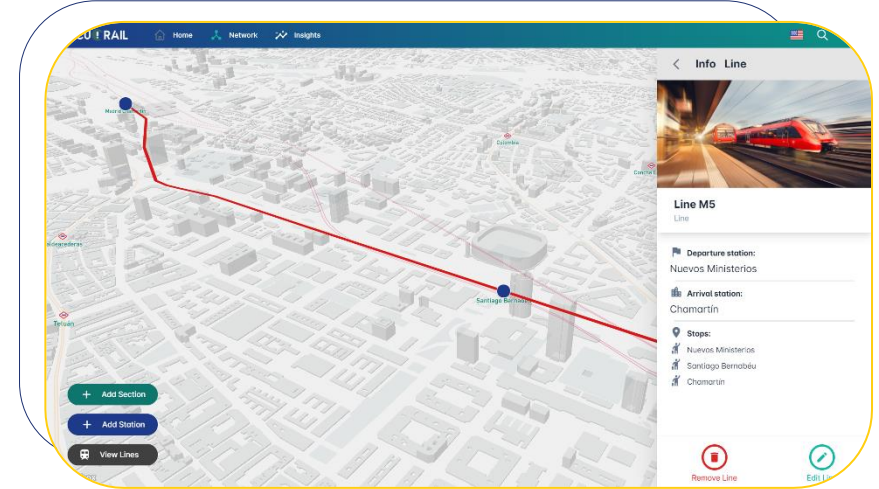 RAIL
Home
Network
Insights
Info Line
Line M5
Line
Departure station:
Nuevos Ministerios
Arrival station:
Chamartín
Stops:
Nuevos Ministerios
Santiago Bernabéu
Chamartín
Colombia
Santiago Bernabéu
Tetuán
+ Add Section
+ Add Station
View Lines
Remove Line
Edit